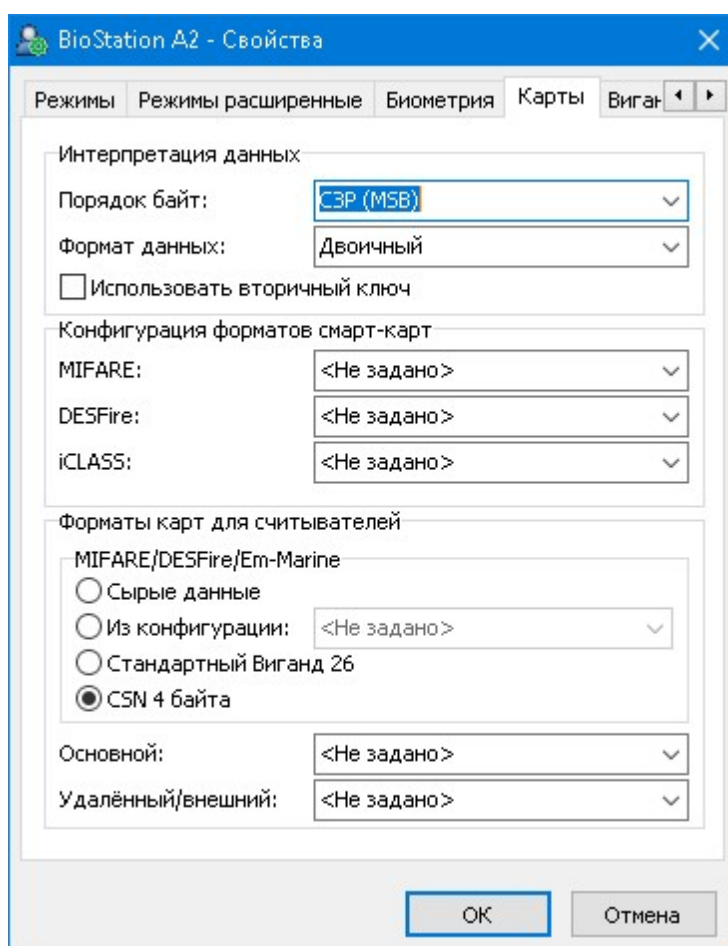 BioStation A2 - Свойства
Режимы Режимы расширенные Биометрия Карты Виган
Интерпретация данных
Порядок байт: СЗР (MSB)
Формат данных: Двоичный
Использовать вторичный ключ
Конфигурация форматов смарт-карт
MIFARE: <Не задано>
DESFire: <Не задано>
iCLASS: <Не задано>
Форматы карт для считывателей
MIFARE/DESFire/Em-Marine
Сырые данные
Из конфигурации: <Не задано>
Стандартный Виганд 26
CSN 4 байта
Основной: <Не задано>
Удалённый/внешний: <Не задано>
ОК Отмена